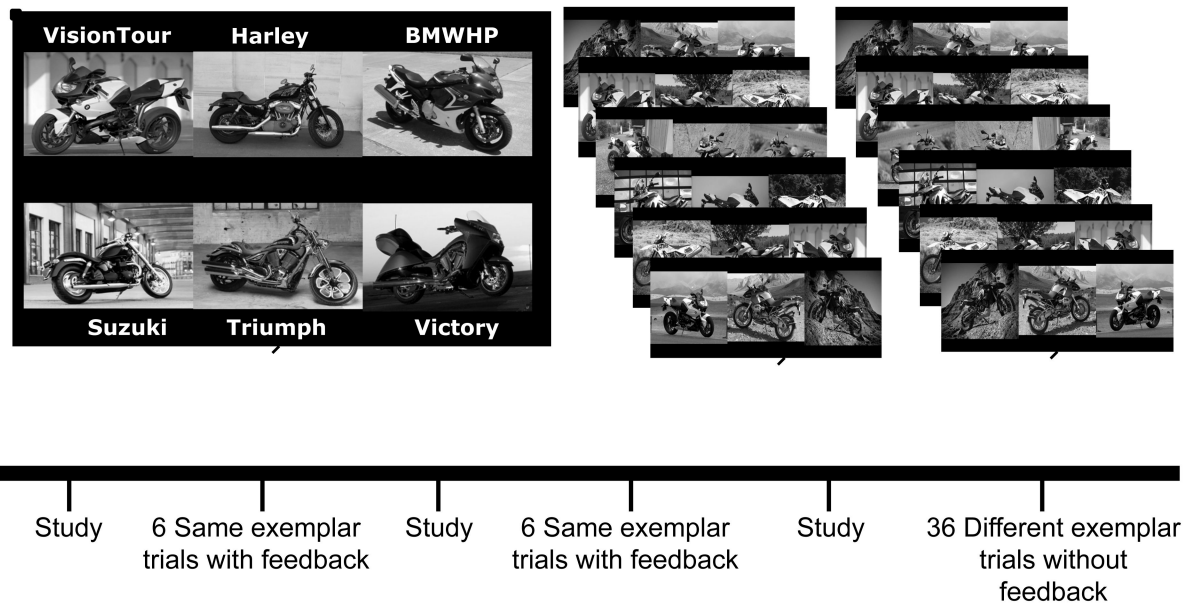 VisionTour Harley BMWHP
Suzuki Triumph Victory
Study
6 Same exemplar
trials with feedback
Study
6 Same exemplar
trials with feedback
Study
36 Different exemplar
trials without
feedback